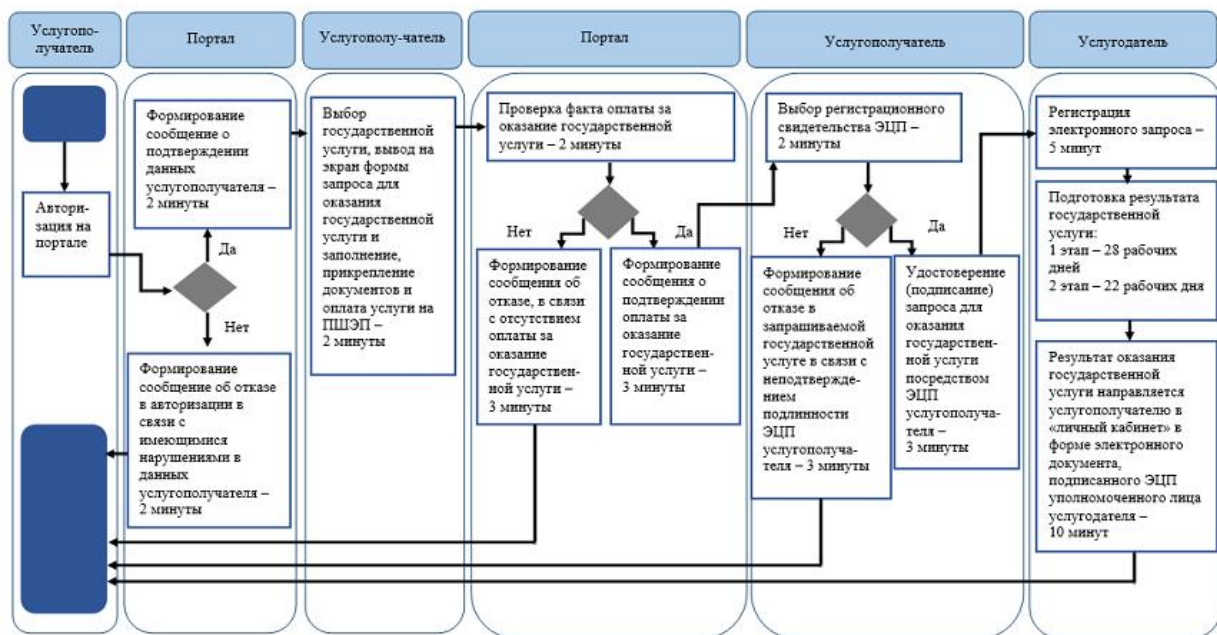 Услугопо-
лучатель
Портал
Услугополу-чатель
Портал
Услугополучатель
Услугодатель
Автори-
зация на
портале
Формирование
сообщение о
подтверждении
данных
услугополучателя –
2 минуты
Да
Нет
Формирование
сообщение об отказе
в авторизации в
связи с
имеющимися
нарушениями в
данных
услугополучателя –
2 минуты
Выбор
государственной
услуги, вывод на
экран формы
запроса для
оказания
государственной
услуги и
заполнение,
прикрепление
документов и
оплата услуги на
ПШЭП –
2 минуты
Проверка факта оплаты за
оказание государственной
услуги – 2 минуты
Нет
Да
Формирование
сообщения об
отказе, в связи
с отсутствием
оплаты за
оказание
государствен-
ной услуги –
3 минуты
Формирование
сообщения о
подтверждении
оплаты за
оказание
государствен-
ной услуги –
3 минуты
Выбор регистрационного
свидетельства ЭЦП –
2 минуты
Нет
Да
Формирование
сообщения об
отказе в
запрашиваемой
государственной
услуге в связи с
неподтвержде-
нием
подлинности
ЭЦП
услугополуча-
теля – 3 минуты
Удостоверение
(подписание)
запроса для
оказания
государствен-
ной услуги
посредством
ЭЦП
услугополуча-
теля –
3 минуты
Регистрация
электронного запроса –
5 минут
Подготовка результата
государственной
услуги:
1 этап – 28 рабочих
дней
2 этап – 22 рабочих дня
Результат оказания
государственной
услуги направляется
услугополучателю в
«личный кабинет» в
форме электронного
документа,
подписанного ЭЦП
уполномоченного лица
услугодателя –
10 минут